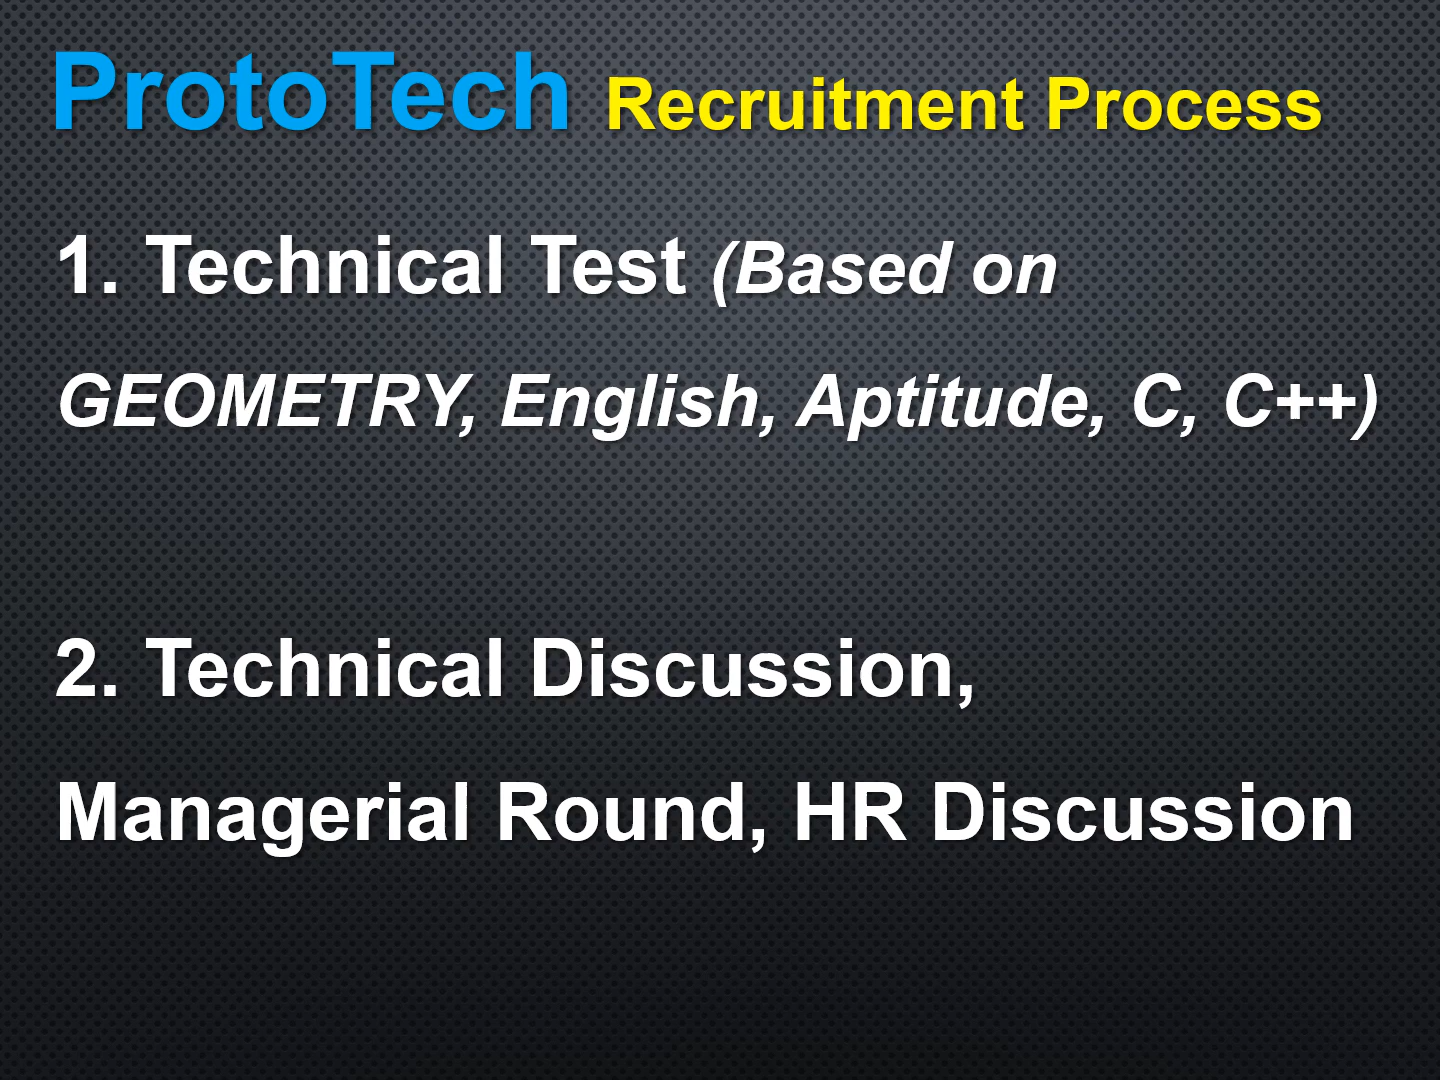 ProtoTech Recruitment Process
1. Technical Test (Based on
GEOMETRY, English, Aptitude, C, C++)
2. Technical Discussion,
Managerial Round, HR Discussion